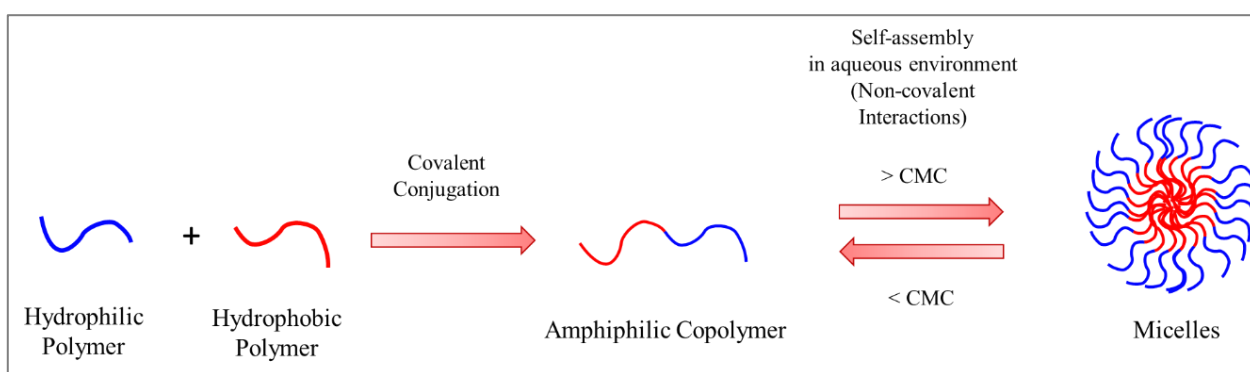 Hydrophilic
Polymer
+
Hydrophobic
Polymer
Covalent
Conjugation
Amphiphilic Copolymer
Self-assembly
in aqueous environment
(Non-covalent
Interactions)
> CMC
< CMC
Micelles